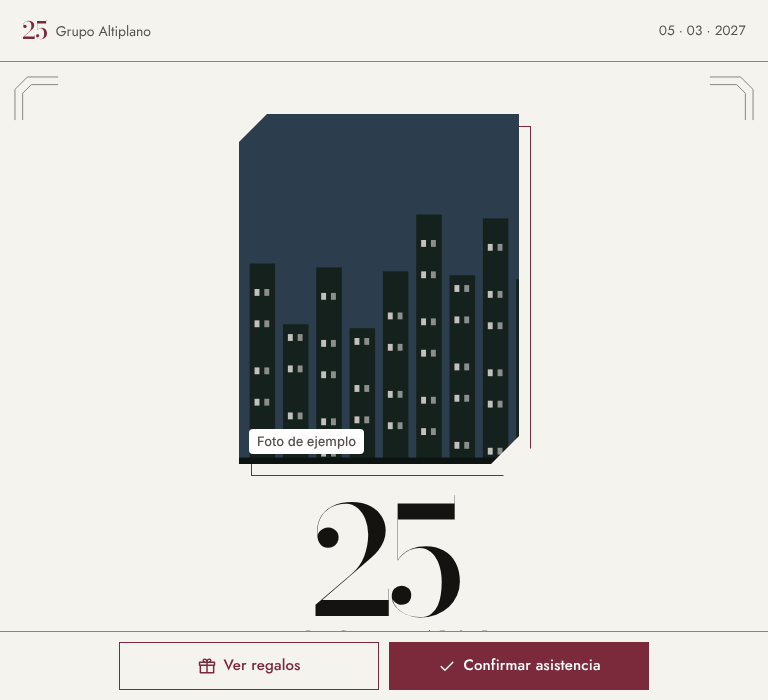 25 Grupo Altiplano
05 · 03 · 2027
Foto de ejemplo
25
Ver regalos
Confirmar asistencia